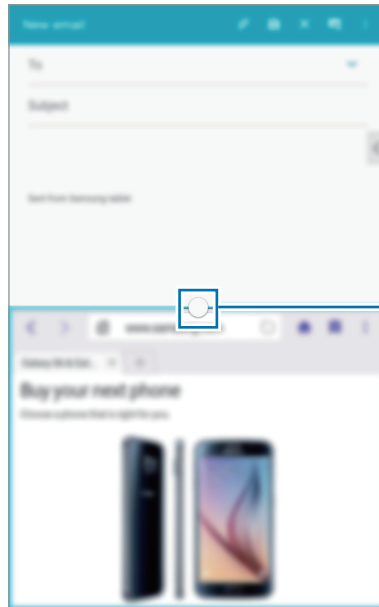 New email
To
Subject
Sent from Samsung tablet
Buy your next phone
Choose a phone that is right for you.